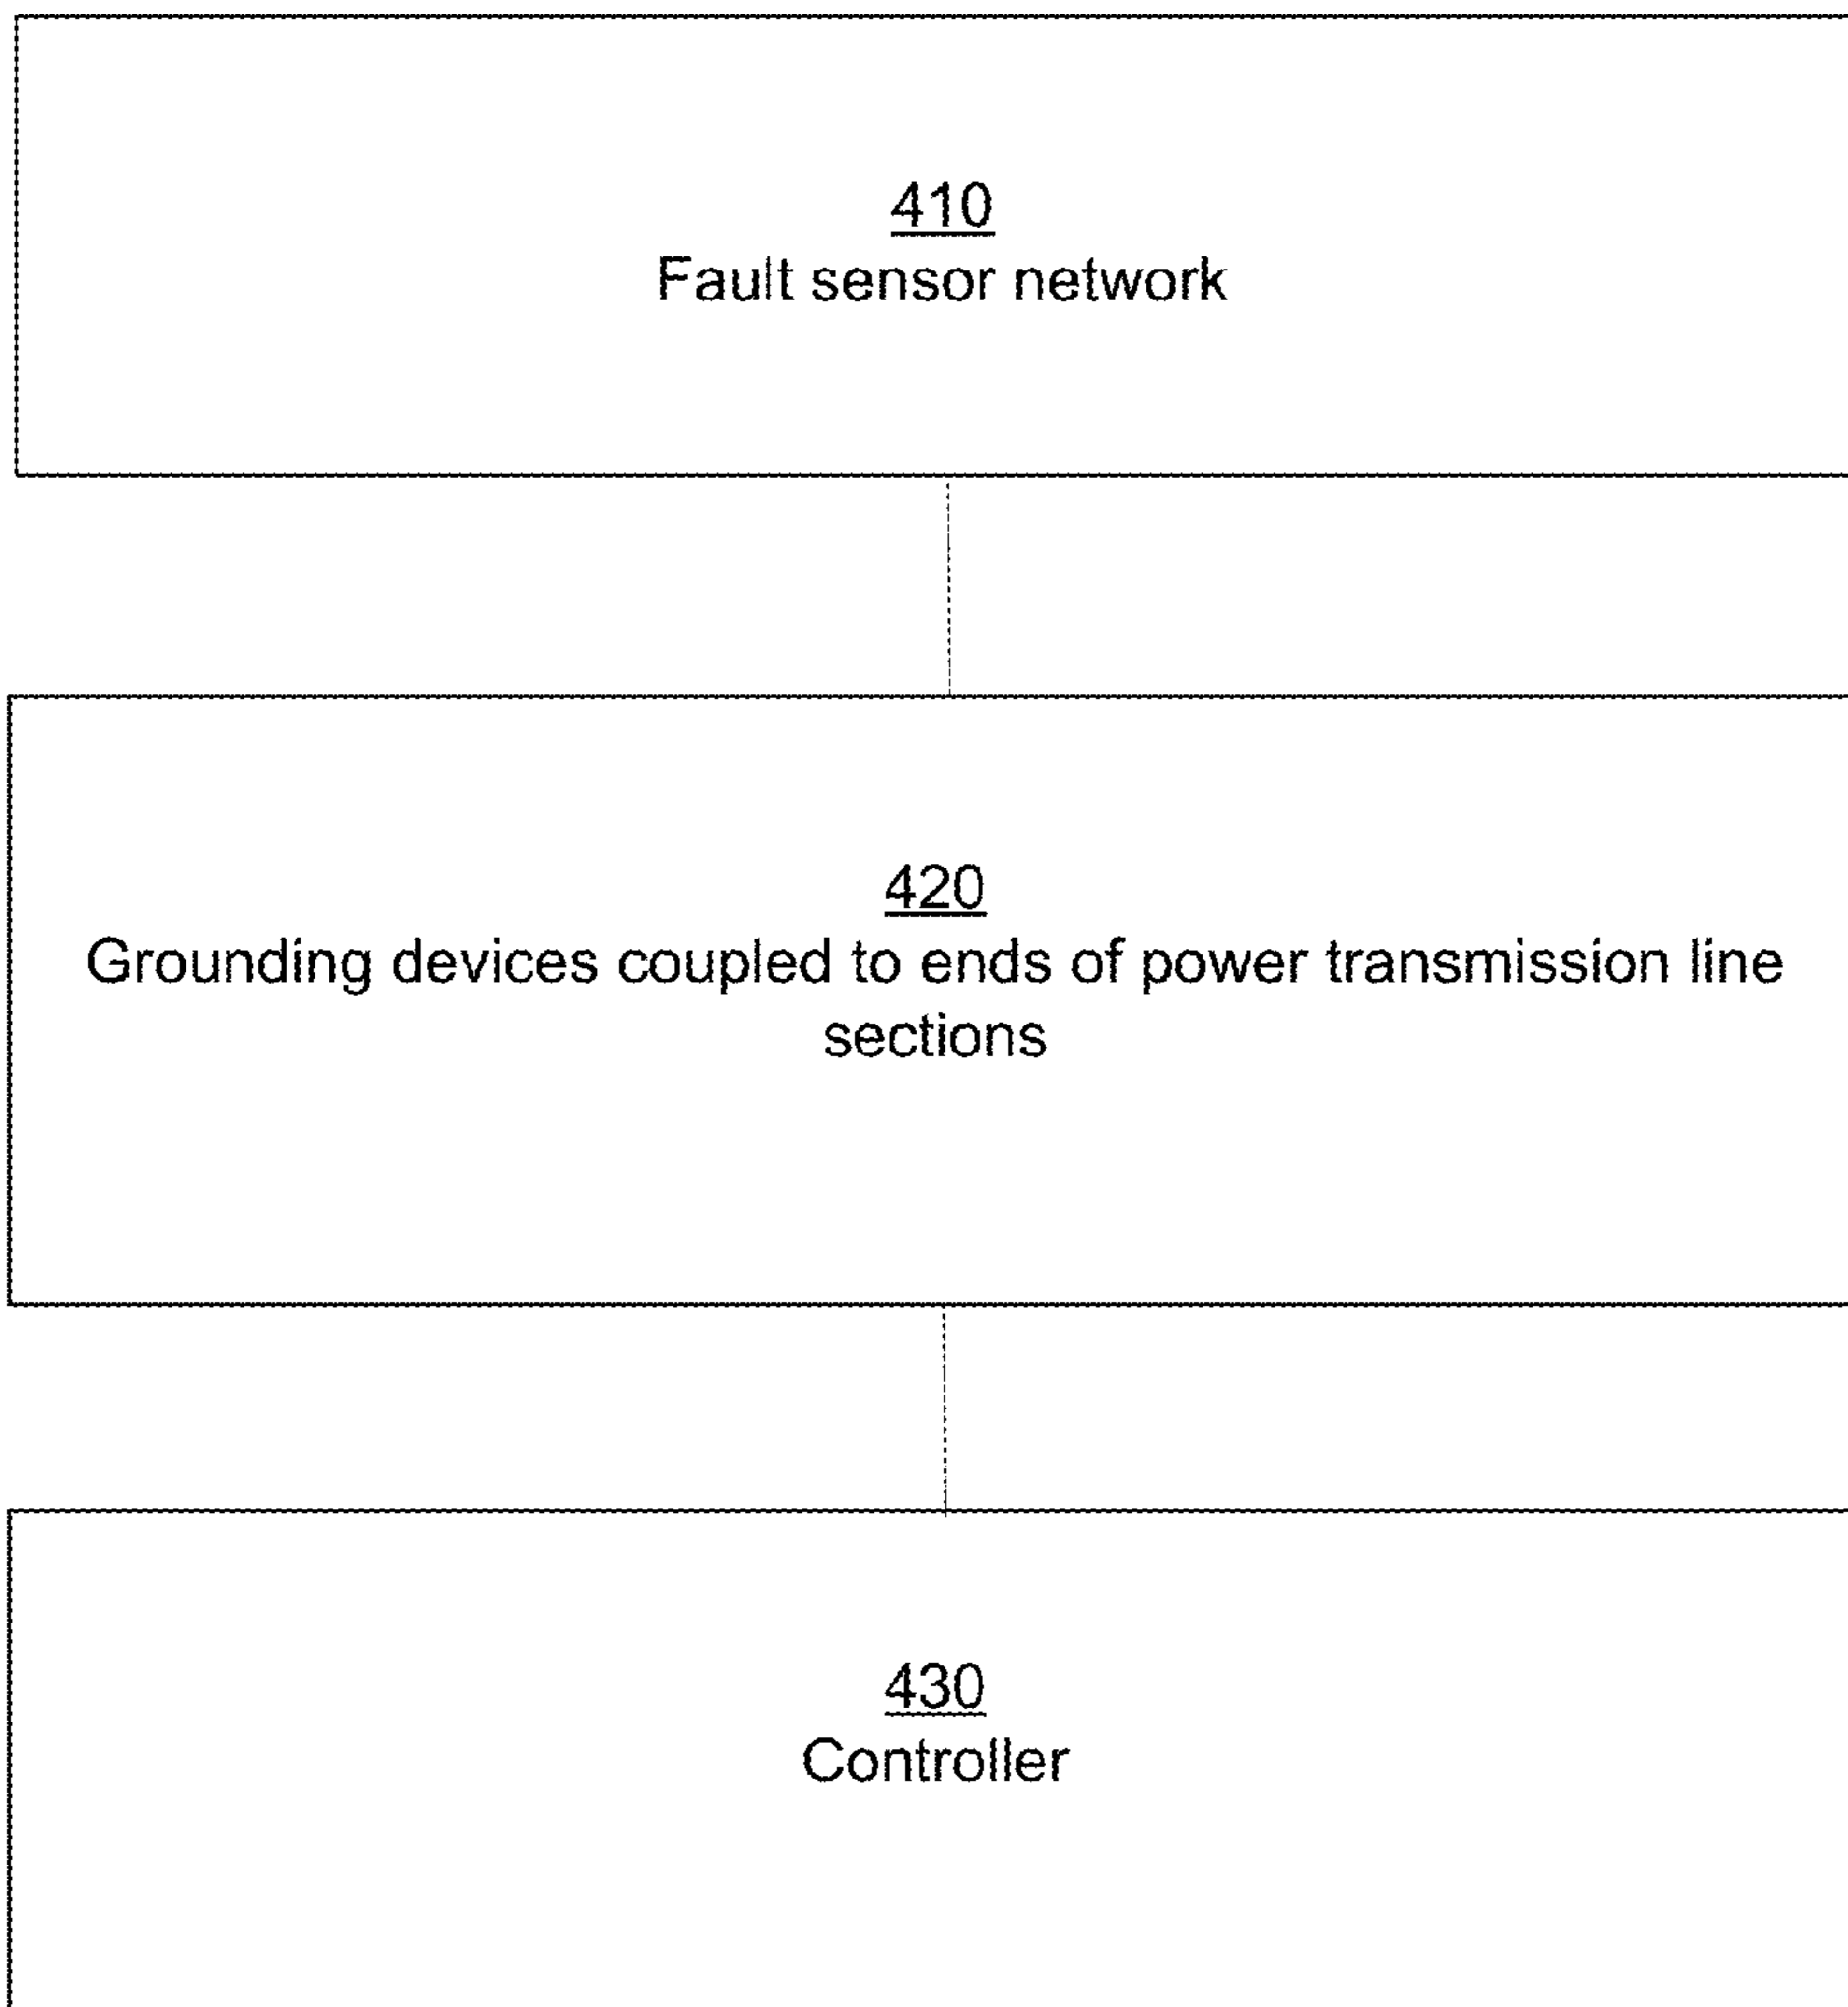 410
Fault sensor network
420
Grounding devices coupled to ends of power transmission line
sections
430
Controller